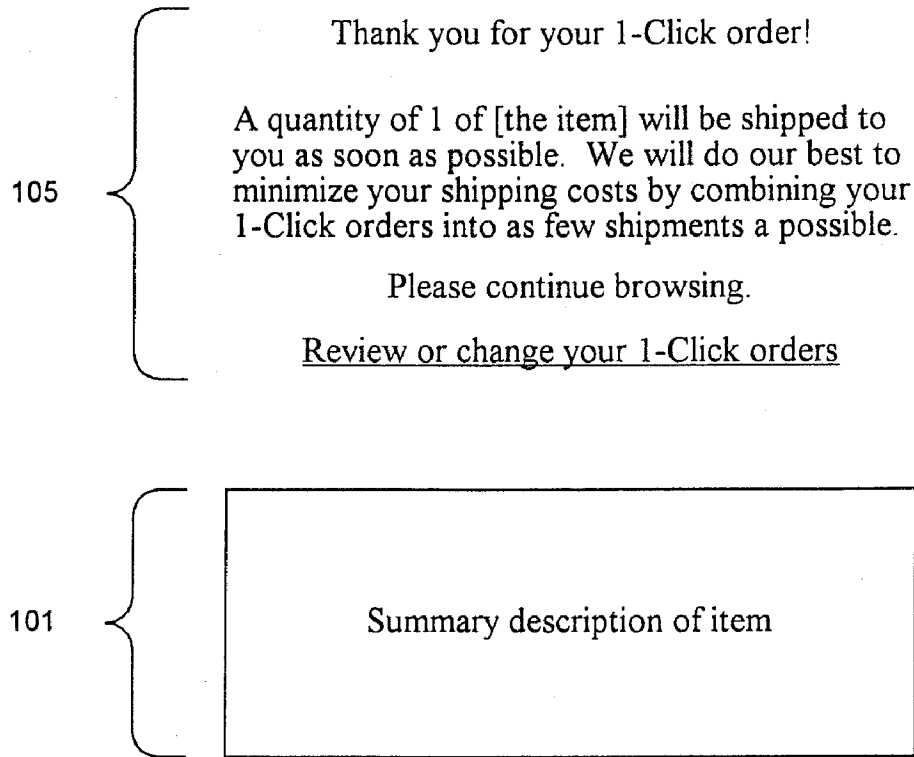 Thank you for your 1-Click order!
A quantity of 1 of [the item] will be shipped to
you as soon as possible. We will do our best to
105
minimize your shipping costs by combining your
1-Click orders into as few shipments a possible.
Please continue browsing.
Review or change your 1-Click orders
101
Summary description of item